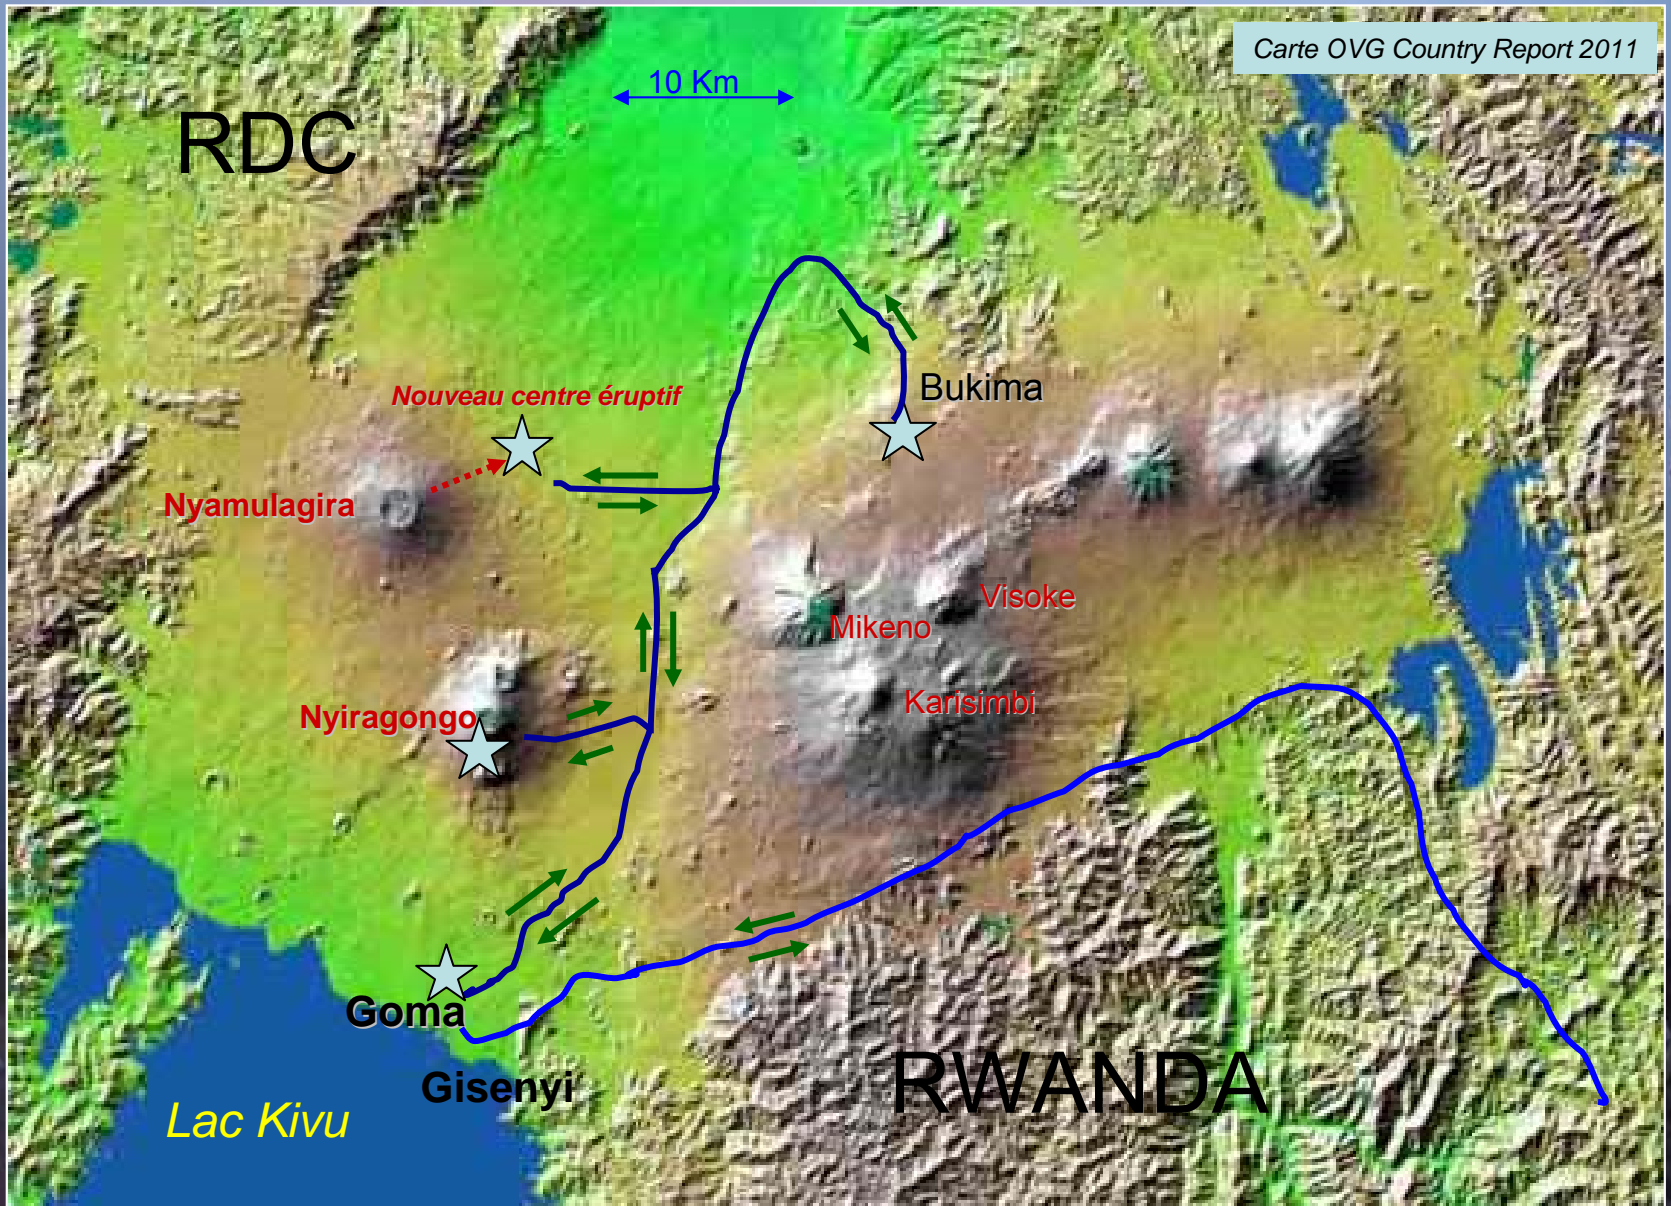 Carte OVG Country Report 2011
10 Km
RDC
Nouveau centre éruptif
Bukima
Nyamulagira
Visoke
Mikeno
Karisimbi
Nyiragongo
Goma
Gisenyi
RWANDA
Lac Kivu